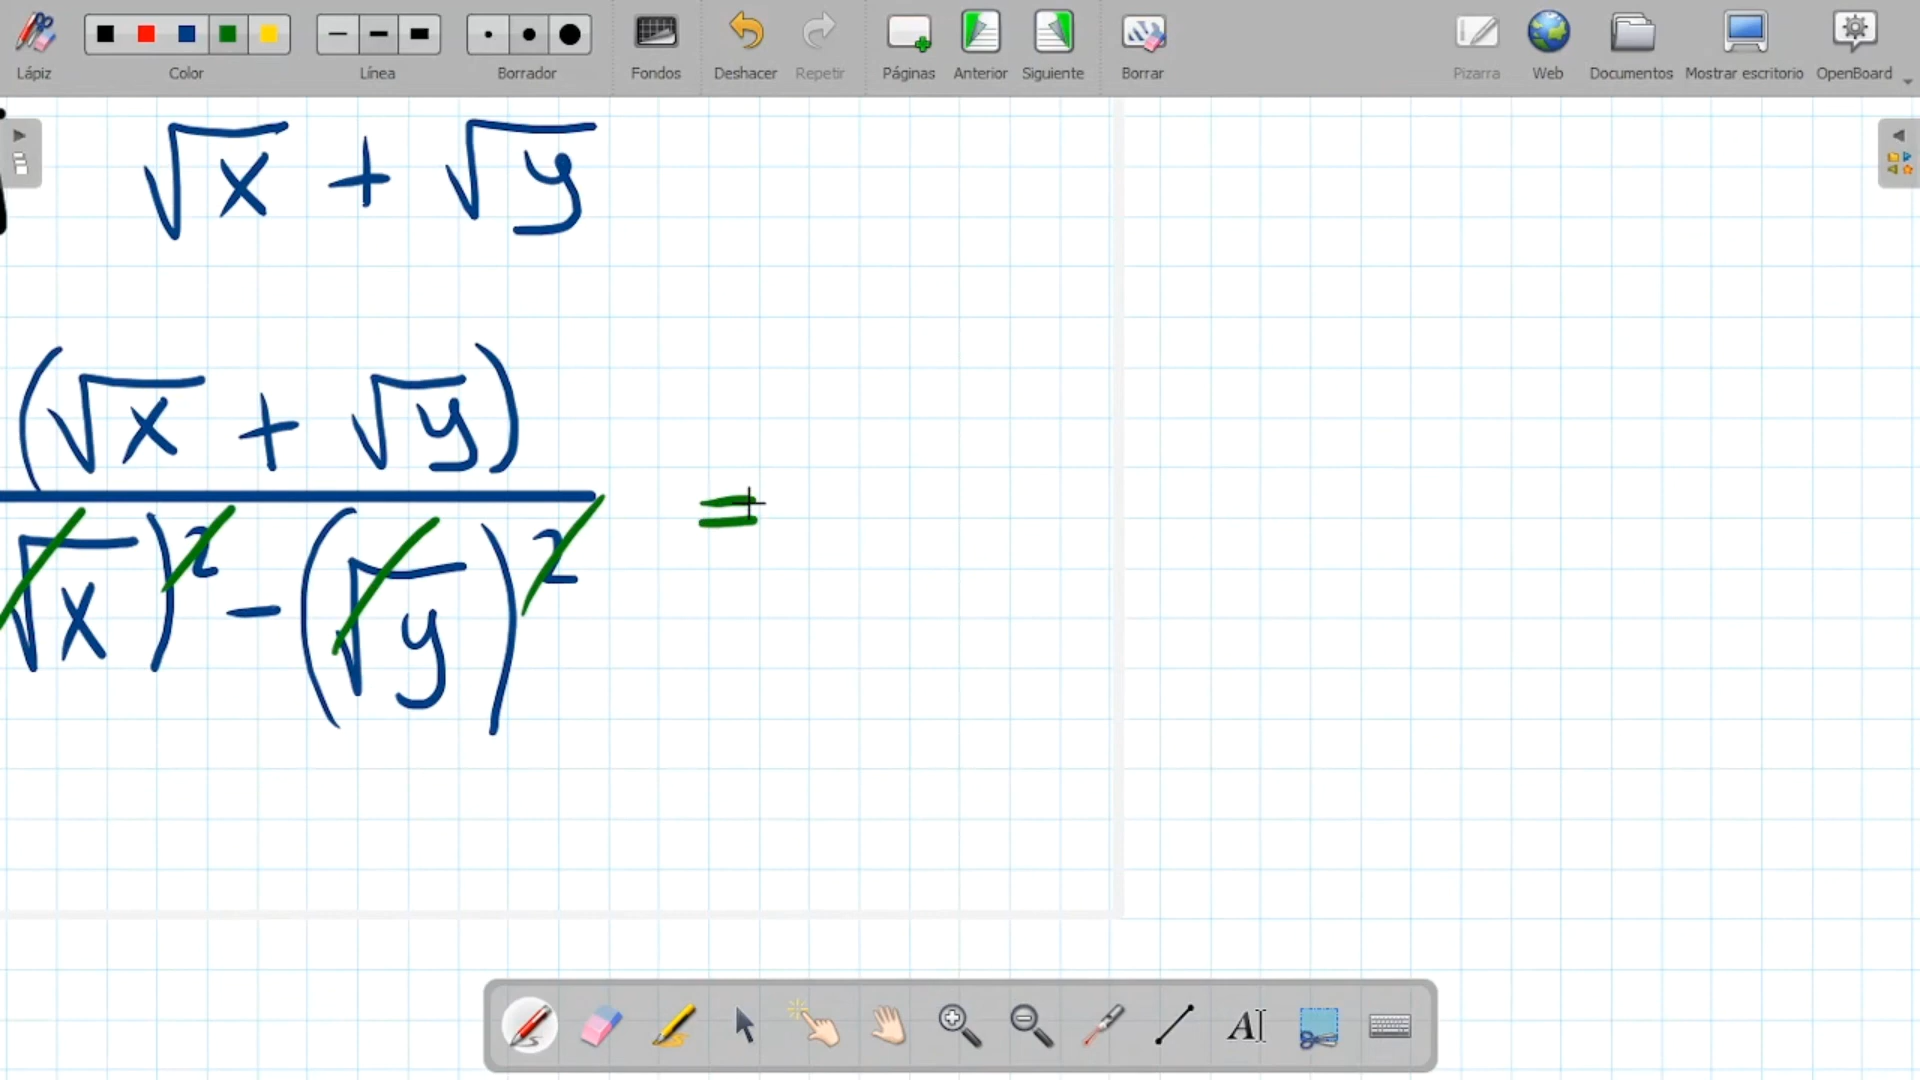 Lápiz Color Línea Borrador Fondos Deshacer Repetir Páginas Anterior Siguiente Borrar Pizarra Web Documentos Mostrar escritorio OpenBoard
√x + √y
(√x + √y)
=
√x)² - (√y)²